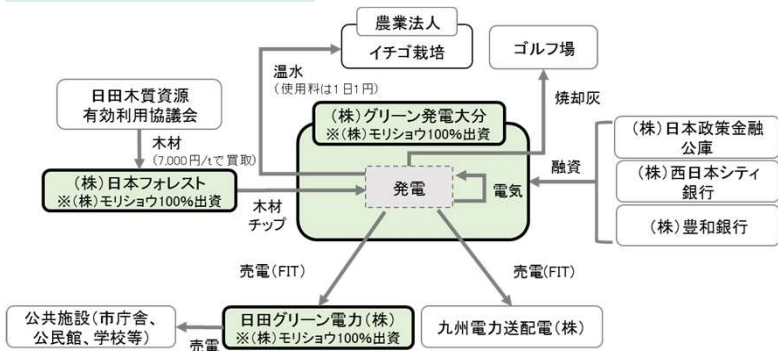 農業法人
イチゴ栽培
ゴルフ場
温水
(使用料は1日1円)
焼却灰
日田木質資源
有効利用協議会
(株)グリーン発電大分
※(株)モリショウ100%出資
(株)日本政策金融
公庫
木材
(7,000円/tで買取)
融資
(株)西日本シティ
銀行
(株)日本フォレスト
※(株)モリショウ100%出資
発電
電気
木材
チップ
(株)豊和銀行
売電(FIT)
売電(FIT)
公共施設(市庁舎、
公民館、学校等)
売電
日田グリーン電力(株)
※(株)モリショウ100%出資
九州電力送配電(株)